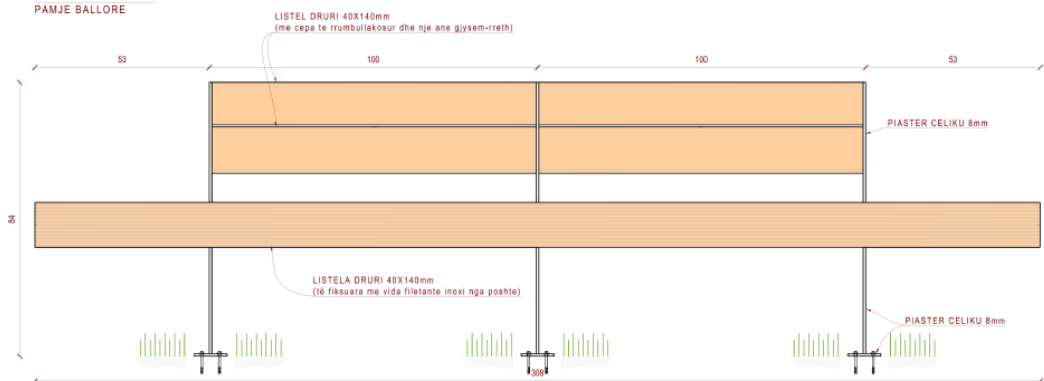 PAMJE BALLORE
LISTEL DRURI 40X140mm
(me cepa te rrumbullakosur dhe nje ane gjysem-rreth)
53
100
100
53
PIASTER CELIKU 8mm
84
LISTELA DRURI 40X140mm
(të fiksuara me vida filetante inoxi nga poshte)
PIASTER CELIKU 8mm
308